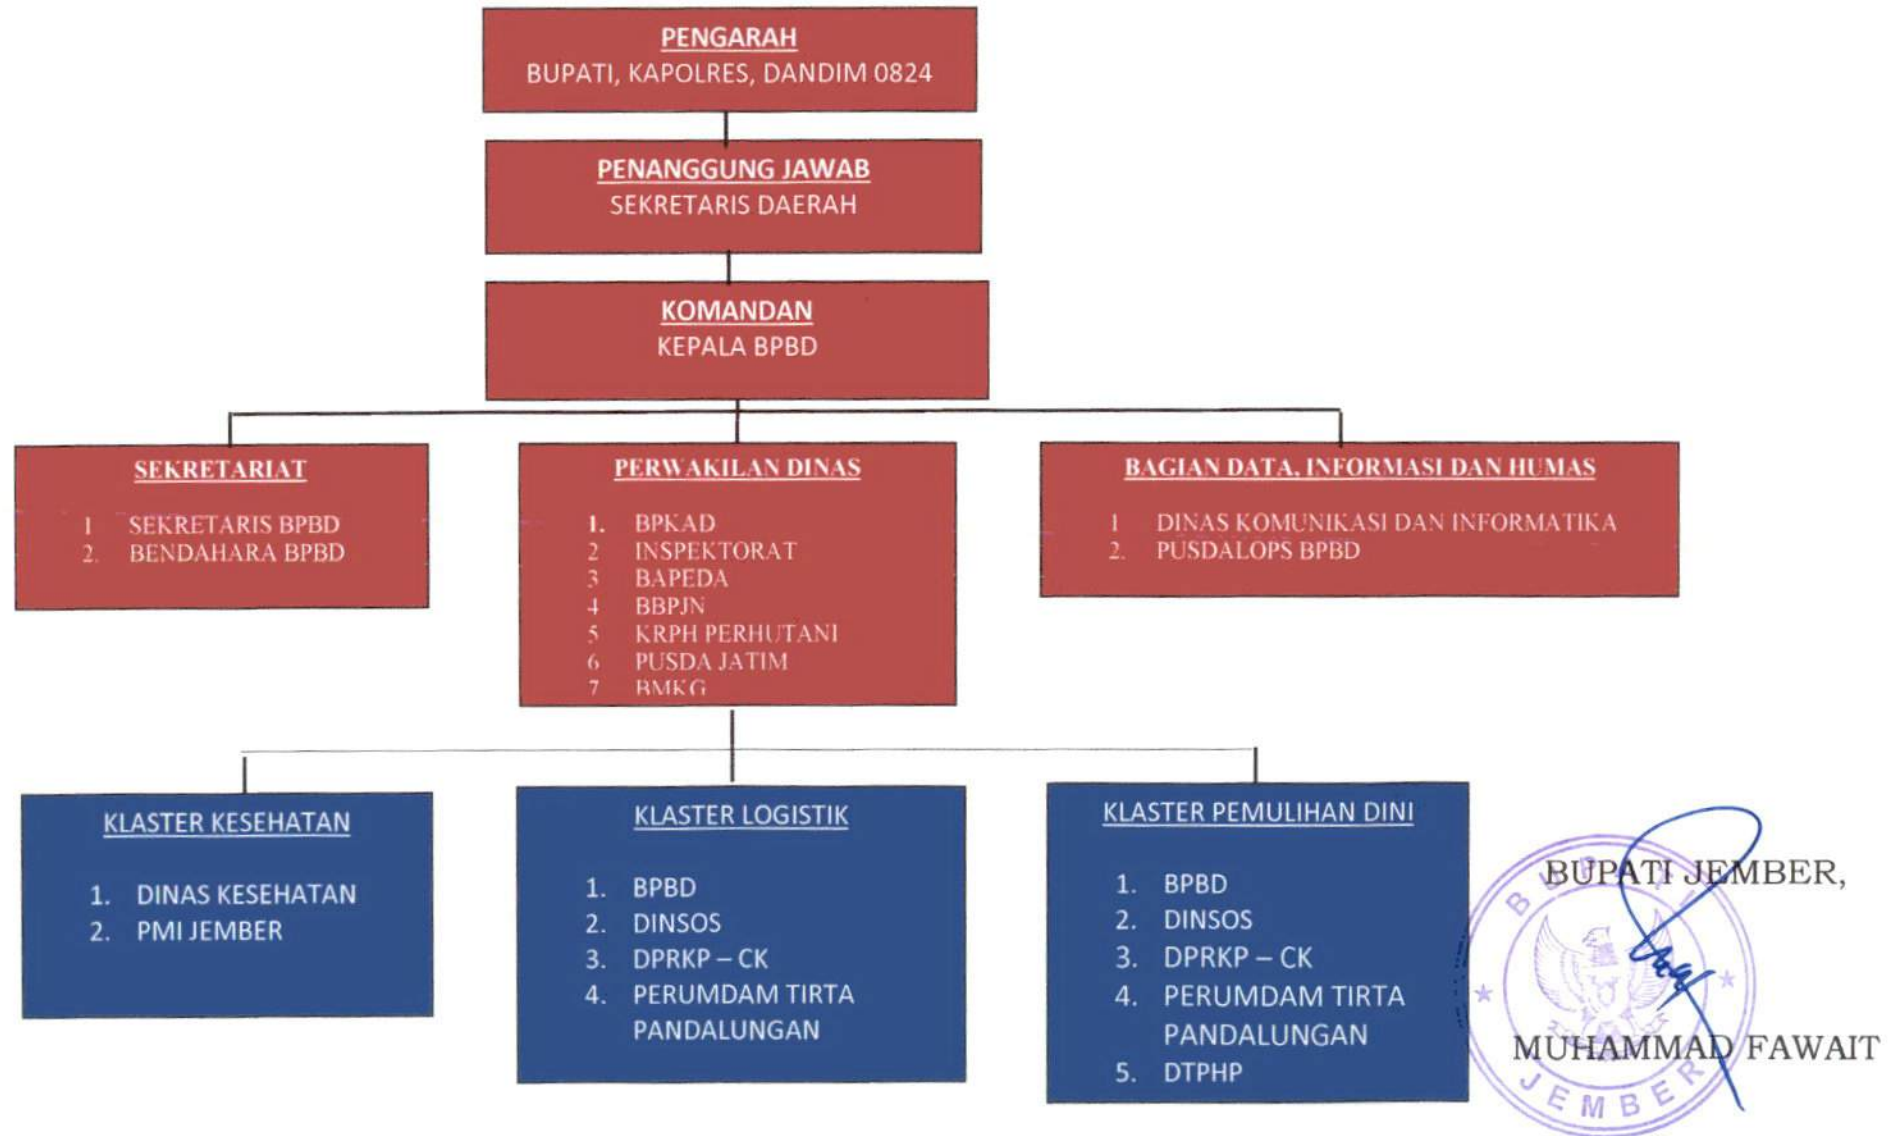 PENGARAH
BUPATI, KAPOLRES, DANDIM 0824
PENANGGUNG JAWAB
SEKRETARIS DAERAH
KOMANDAN
KEPALA BPBD
SEKRETARIAT
1 SEKRETARIS BPBD
2. BENDAHARA BPBD
PERWAKILAN DINAS
1. BPKAD
2 INSPEKTORAT
3 BAPEDA
4 BBPJN
5 KRPH PERHUTANI
6 PUSDA JATIM
7 BMKG
BAGIAN DATA, INFORMASI DAN HUMAS
1 DINAS KOMUNIKASI DAN INFORMATIKA
2. PUSDALOPS BPBD
KLASTER KESEHATAN
1. DINAS KESEHATAN
2. PMI JEMBER
KLASTER LOGISTIK
1. BPBD
2. DINSOS
3. DPRKP – CK
4. PERUMDAM TIRTA
PANDALUNGAN
KLASTER PEMULIHAN DINI
1. BPBD
2. DINSOS
3. DPRKP – CK
4. PERUMDAM TIRTA
PANDALUNGAN
5. DTPHP
BUPATI JEMBER,
MUHAMMAD FAWAIT
BUPATI
JEMBER